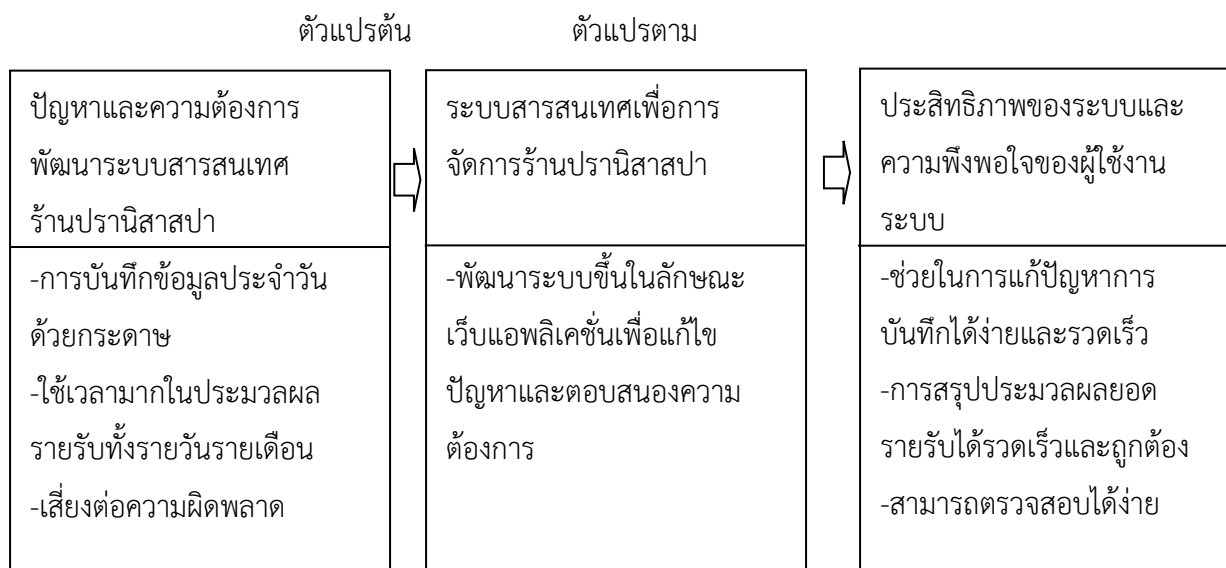 ตัวแปรต้น
ตัวแปรตาม
ปัญหาและความต้องการ
พัฒนาระบบสารสนเทศ
ร้านปรานิสาสปา
-การบันทึกข้อมูลประจำวัน
ด้วยกระดาษ
-ใช้เวลามากในประมวลผล
รายรับทั้งรายวันรายเดือน
-เสี่ยงต่อความผิดพลาด
ระบบสารสนเทศเพื่อการ
จัดการร้านปรานิสาสปา
-พัฒนาระบบขึ้นในลักษณะ
เว็บแอพลิเคชั่นเพื่อแก้ไข
ปัญหาและตอบสนองความ
ต้องการ
ประสิทธิภาพของระบบและ
ความพึงพอใจของผู้ใช้งาน
ระบบ
-ช่วยในการแก้ปัญหาการ
บันทึกได้ง่ายและรวดเร็ว
-การสรุปประมวลผลยอด
รายรับได้รวดเร็วและถูกต้อง
-สามารถตรวจสอบได้ง่าย